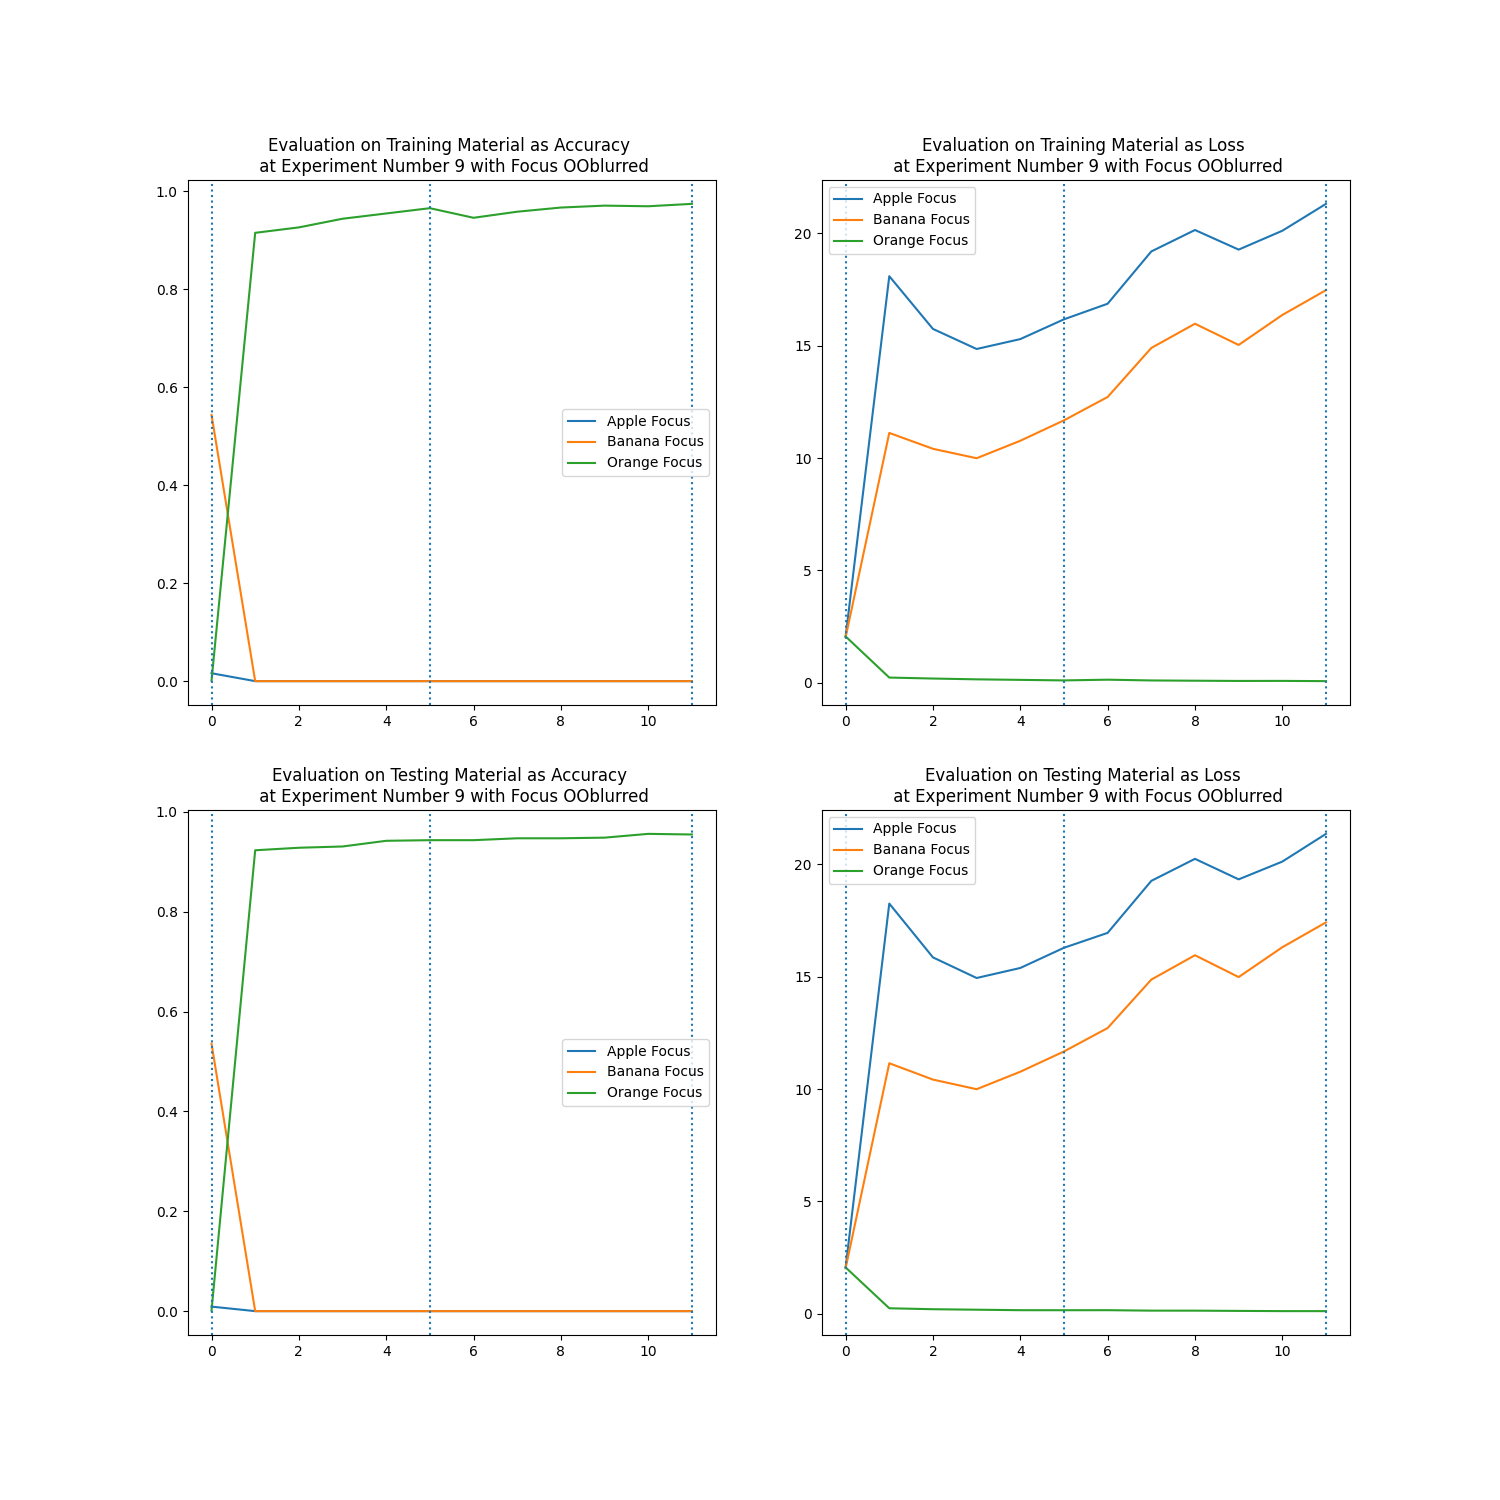 Evaluation on Training Material as Accuracy
at Experiment Number 9 with Focus OOblurred
1.0
0.8
0.6
0.4
0.2
0.0
Apple Focus
Banana Focus
Orange Focus
0 2 4 6 8 10
Evaluation on Training Material as Loss
at Experiment Number 9 with Focus OOblurred
Apple Focus
Banana Focus
Orange Focus
20
15
10
5
0
0 2 4 6 8 10
Evaluation on Testing Material as Accuracy
at Experiment Number 9 with Focus OOblurred
1.0
0.8
0.6
0.4
0.2
0.0
Apple Focus
Banana Focus
Orange Focus
0 2 4 6 8 10
Evaluation on Testing Material as Loss
at Experiment Number 9 with Focus OOblurred
Apple Focus
Banana Focus
Orange Focus
20
15
10
5
0
0 2 4 6 8 10